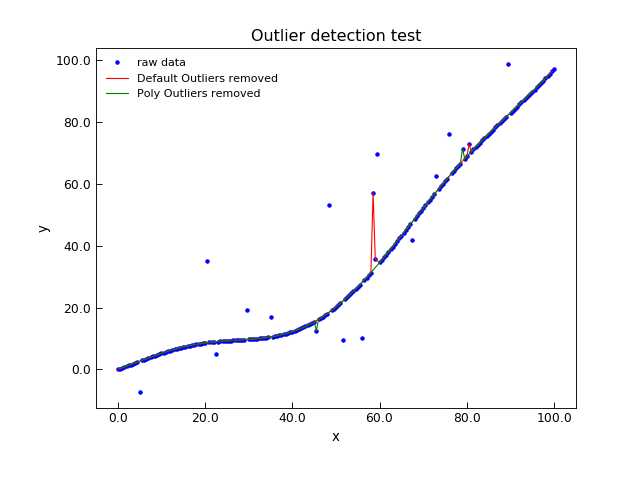 Outlier detection test
raw data
Default Outliers removed
Poly Outliers removed
100.0
80.0
60.0
40.0
20.0
0.0
y
0.0 20.0 40.0 60.0 80.0 100.0
x